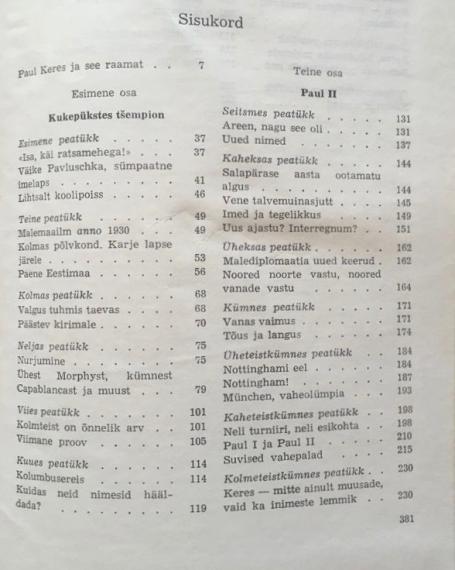 Sisukord
Paul Keres ja see raamat . . 7
Esimene osa
Kukepükstes tšempion
Esimene peatükk . . . . . 37
«Isa, käi ratsamehega!» . . . 37
Väike Pavluschka, sümpaatne
imelaps . . . . . . . 41
Lihtsalt koolipoiss . . . . 46
Teine peatükk . . . . . 49
Malemaailm anno 1930 . . . 49
Kolmas põlvkond. Karje lapse
järele . . . . . . . . 53
Paene Eestimaa . . . . . 56
Kolmas peatükk . . . . . 68
Valgus tuhmis taevas . . . . 68
Päästev kirimale . . . . . 70
Neljas peatükk . . . . . 75
Nurjumine . . . . . . . 75
Ühest Morphyst, kümnest
Capablancast ja muust . . . 79
Viies peatükk . . . . . . 101
Kolmteist on õnnelik arv . . 101
Viimane proov . . . . . 105
Kuues peatükk . . . . . 114
Kolumbusereis . . . . . 114
Kuidas neid nimesid hääl-
dada? . . . . . . . . 119
Teine osa
Paul II
Seitsmes peatükk . . . . . 131
Areen, nagu see oli . . . . 131
Uued nimed . . . . . . 137
Kaheksas peatükk . . . . 144
Salapärase aasta ootamatu
algus . . . . . . . . 144
Vene talvemuinasjutt . . . . 145
Imed ja tegelikkus . . . . 149
Uus ajastu? Interregnum? . . 151
Üheksas peatükk . . . . . 162
Malediplomaatia uued keerud . 162
Noored noorte vastu, noored
vanade vastu . . . . . 164
Kümnes peatükk . . . . . 171
Vanas vaimus . . . . . . 171
Tõus ja langus . . . . . 174
Üheteistkümnes peatükk . . 184
Nottinghami eel . . . . . 184
Nottingham! . . . . . . 187
München, vaheolümpia . . . 193
Kaheteistkümnes peatükk . . 198
Neli turniiri, neli esikohta . . 198
Paul I ja Paul II . . . . . 210
Suvised vahepalad . . . . 215
Kolmeteistkümnes peatükk . . 230
Keres — mitte ainult muusade,
vaid ka inimeste lemmik . . 230
381